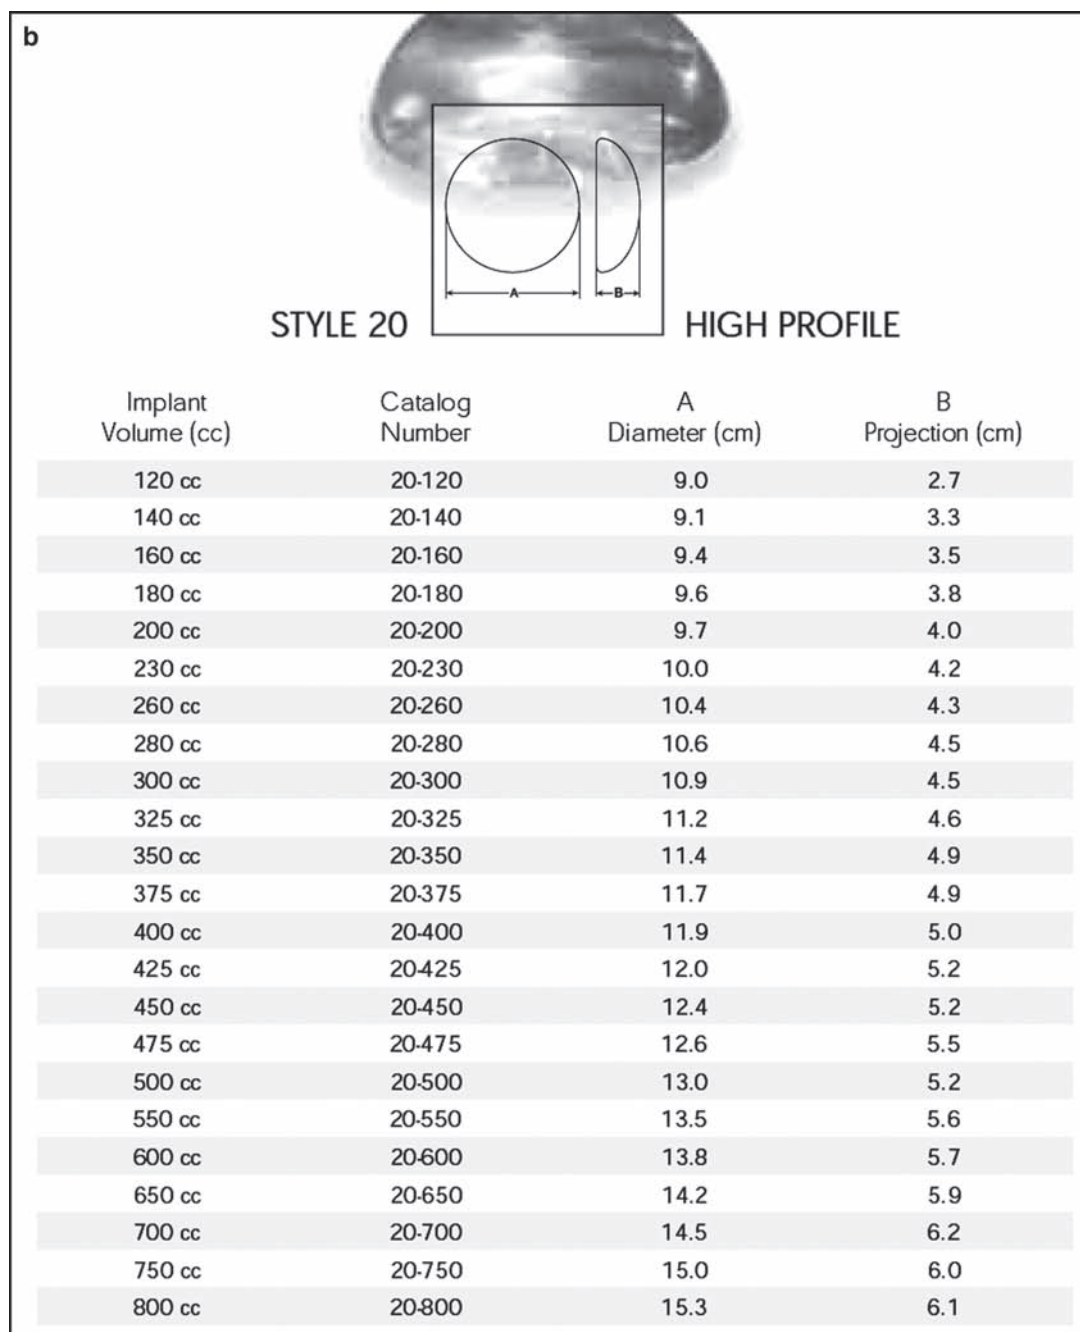 b
A
B
STYLE 20
HIGH PROFILE
Implant Volume (cc) Catalog Number A Diameter (cm) B Projection (cm)
120 cc 20-120 9.0 2.7
140 cc 20-140 9.1 3.3
160 cc 20-160 9.4 3.5
180 cc 20-180 9.6 3.8
200 cc 20-200 9.7 4.0
230 cc 20-230 10.0 4.2
260 cc 20-260 10.4 4.3
280 cc 20-280 10.6 4.5
300 cc 20-300 10.9 4.5
325 cc 20-325 11.2 4.6
350 cc 20-350 11.4 4.9
375 cc 20-375 11.7 4.9
400 cc 20-400 11.9 5.0
425 cc 20-425 12.0 5.2
450 cc 20-450 12.4 5.2
475 cc 20-475 12.6 5.5
500 cc 20-500 13.0 5.2
550 cc 20-550 13.5 5.6
600 cc 20-600 13.8 5.7
650 cc 20-650 14.2 5.9
700 cc 20-700 14.5 6.2
750 cc 20-750 15.0 6.0
800 cc 20-800 15.3 6.1